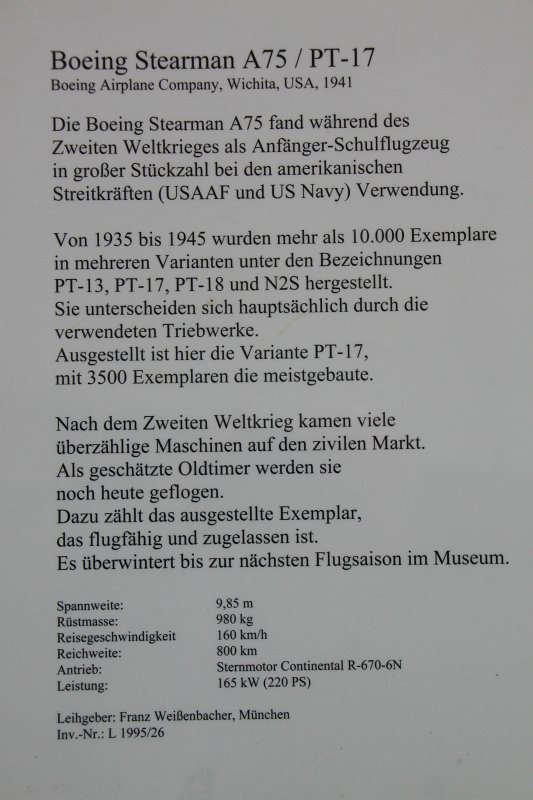 Boeing Stearman A75 / PT-17
Boeing Airplane Company, Wichita, USA, 1941
Die Boeing Stearman A75 fand während des
Zweiten Weltkrieges als Anfänger-Schulflugzeug
in großer Stückzahl bei den amerikanischen
Streitkräften (USAAF und US Navy) Verwendung.
Von 1935 bis 1945 wurden mehr als 10.000 Exemplare
in mehreren Varianten unter den Bezeichnungen
PT-13, PT-17, PT-18 und N2S hergestellt.
Sie unterscheiden sich hauptsächlich durch die
verwendeten Triebwerke.
Ausgestellt ist hier die Variante PT-17,
mit 3500 Exemplaren die meistgebaute.
Nach dem Zweiten Weltkrieg kamen viele
überzählige Maschinen auf den zivilen Markt.
Als geschätzte Oldtimer werden sie
noch heute geflogen.
Dazu zählt das ausgestellte Exemplar,
das flugfähig und zugelassen ist.
Es überwintert bis zur nächsten Flugsaison im Museum.
Spannweite: 9,85 m
Rüstmasse: 980 kg
Reisegeschwindigkeit 160 km/h
Reichweite: 800 km
Antrieb: Sternmotor Continental R-670-6N
Leistung: 165 kW (220 PS)
Leihgeber: Franz Weißenbacher, München
Inv.-Nr.: L 1995/26